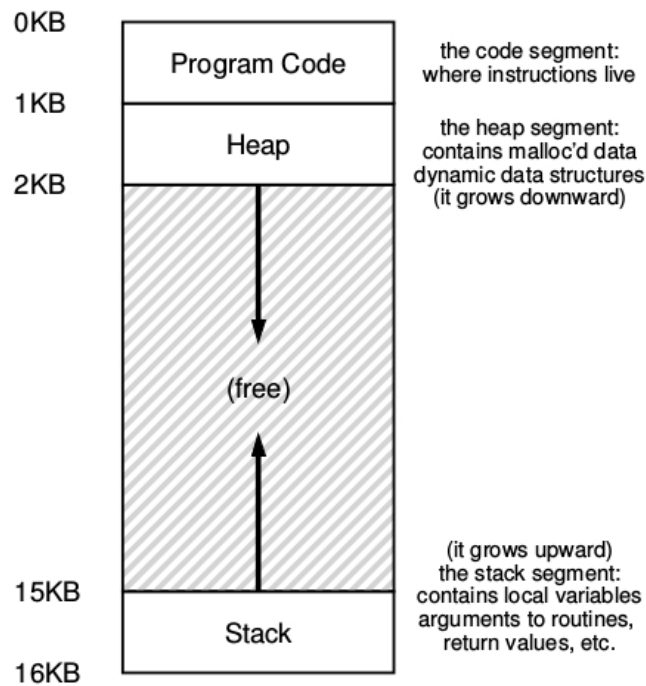 0KB
Program Code
the code segment:
where instructions live
1KB
Heap
the heap segment:
contains malloc'd data
dynamic data structures
(it grows downward)
2KB
(free)
(it grows upward)
the stack segment:
contains local variables
arguments to routines,
return values, etc.
15KB
Stack
16KB